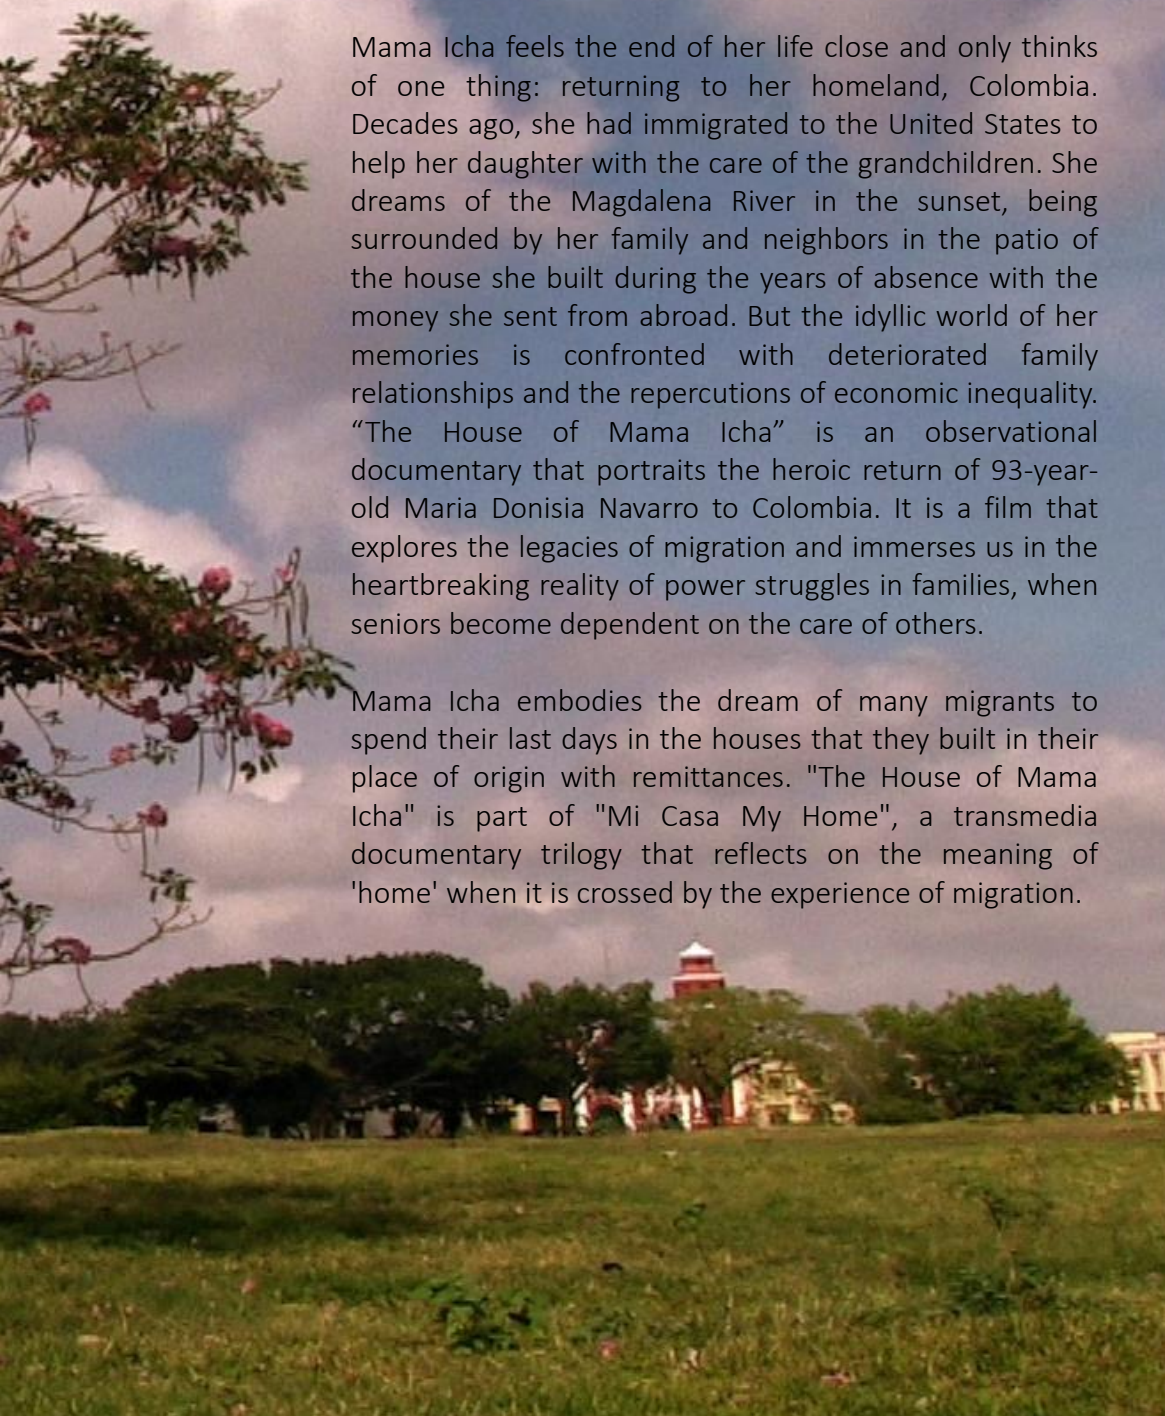 Mama Icha feels the end of her life close and only thinks
of one thing: returning to her homeland, Colombia.
Decades ago, she had immigrated to the United States to
help her daughter with the care of the grandchildren. She
dreams of the Magdalena River in the sunset, being
surrounded by her family and neighbors in the patio of
the house she built during the years of absence with the
money she sent from abroad. But the idyllic world of her
memories is confronted with deteriorated family
relationships and the repercutions of economic inequality.
“The House of Mama Icha” is an observational
documentary that portraits the heroic return of 93-year-
old Maria Donisia Navarro to Colombia. It is a film that
explores the legacies of migration and immerses us in the
heartbreaking reality of power struggles in families, when
seniors become dependent on the care of others.
Mama Icha embodies the dream of many migrants to
spend their last days in the houses that they built in their
place of origin with remittances. "The House of Mama
Icha" is part of "Mi Casa My Home", a transmedia
documentary trilogy that reflects on the meaning of
'home' when it is crossed by the experience of migration.